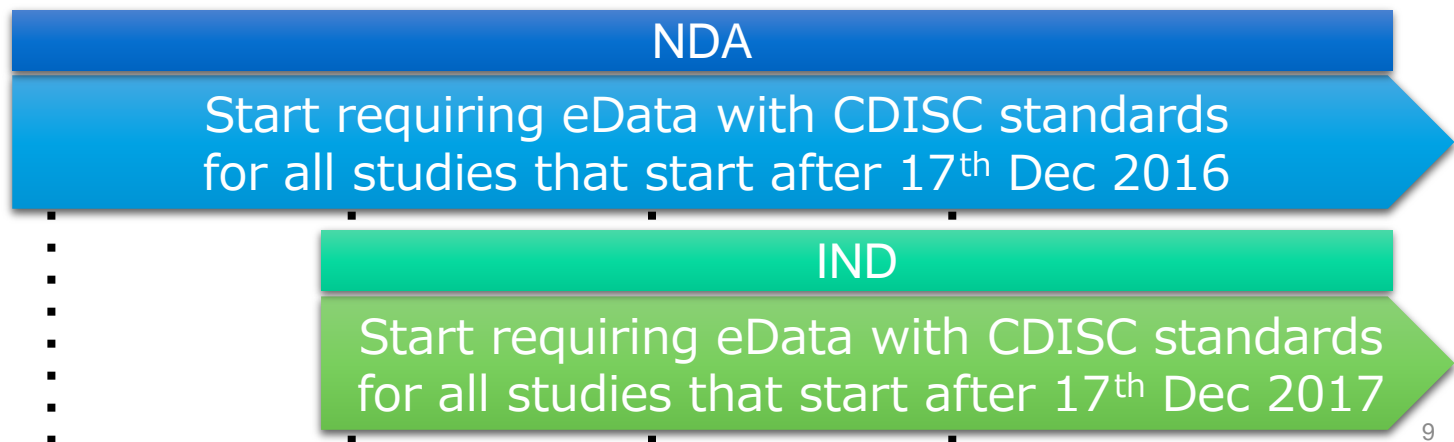 NDA
Start requiring eData with CDISC standards
for all studies that start after 17th Dec 2016
IND
Start requiring eData with CDISC standards
for all studies that start after 17th Dec 2017
9